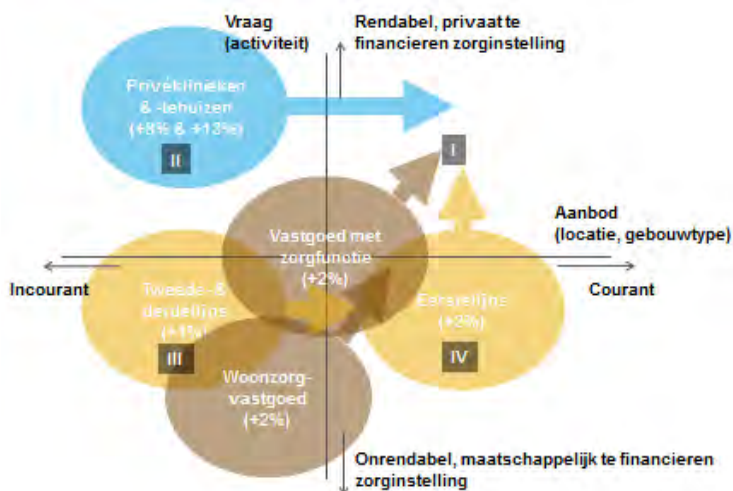 Vraag
(activiteit)
Rendabel, privaat te
financieren zorginstelling
Privéklinieken
& -tehuizen
(+8% & +13%)
II
I
Aanbod
(locatie, gebouwtype)
Vastgoed met
zorgfunctie
(+2%)
Incourant
Courant
Tweede- &
derdelijns
(+1%)
III
Eerstelijns
IV
Woonzorg-
vastgoed
(+2%)
Onrendabel, maatschappelijk te financieren
zorginstelling